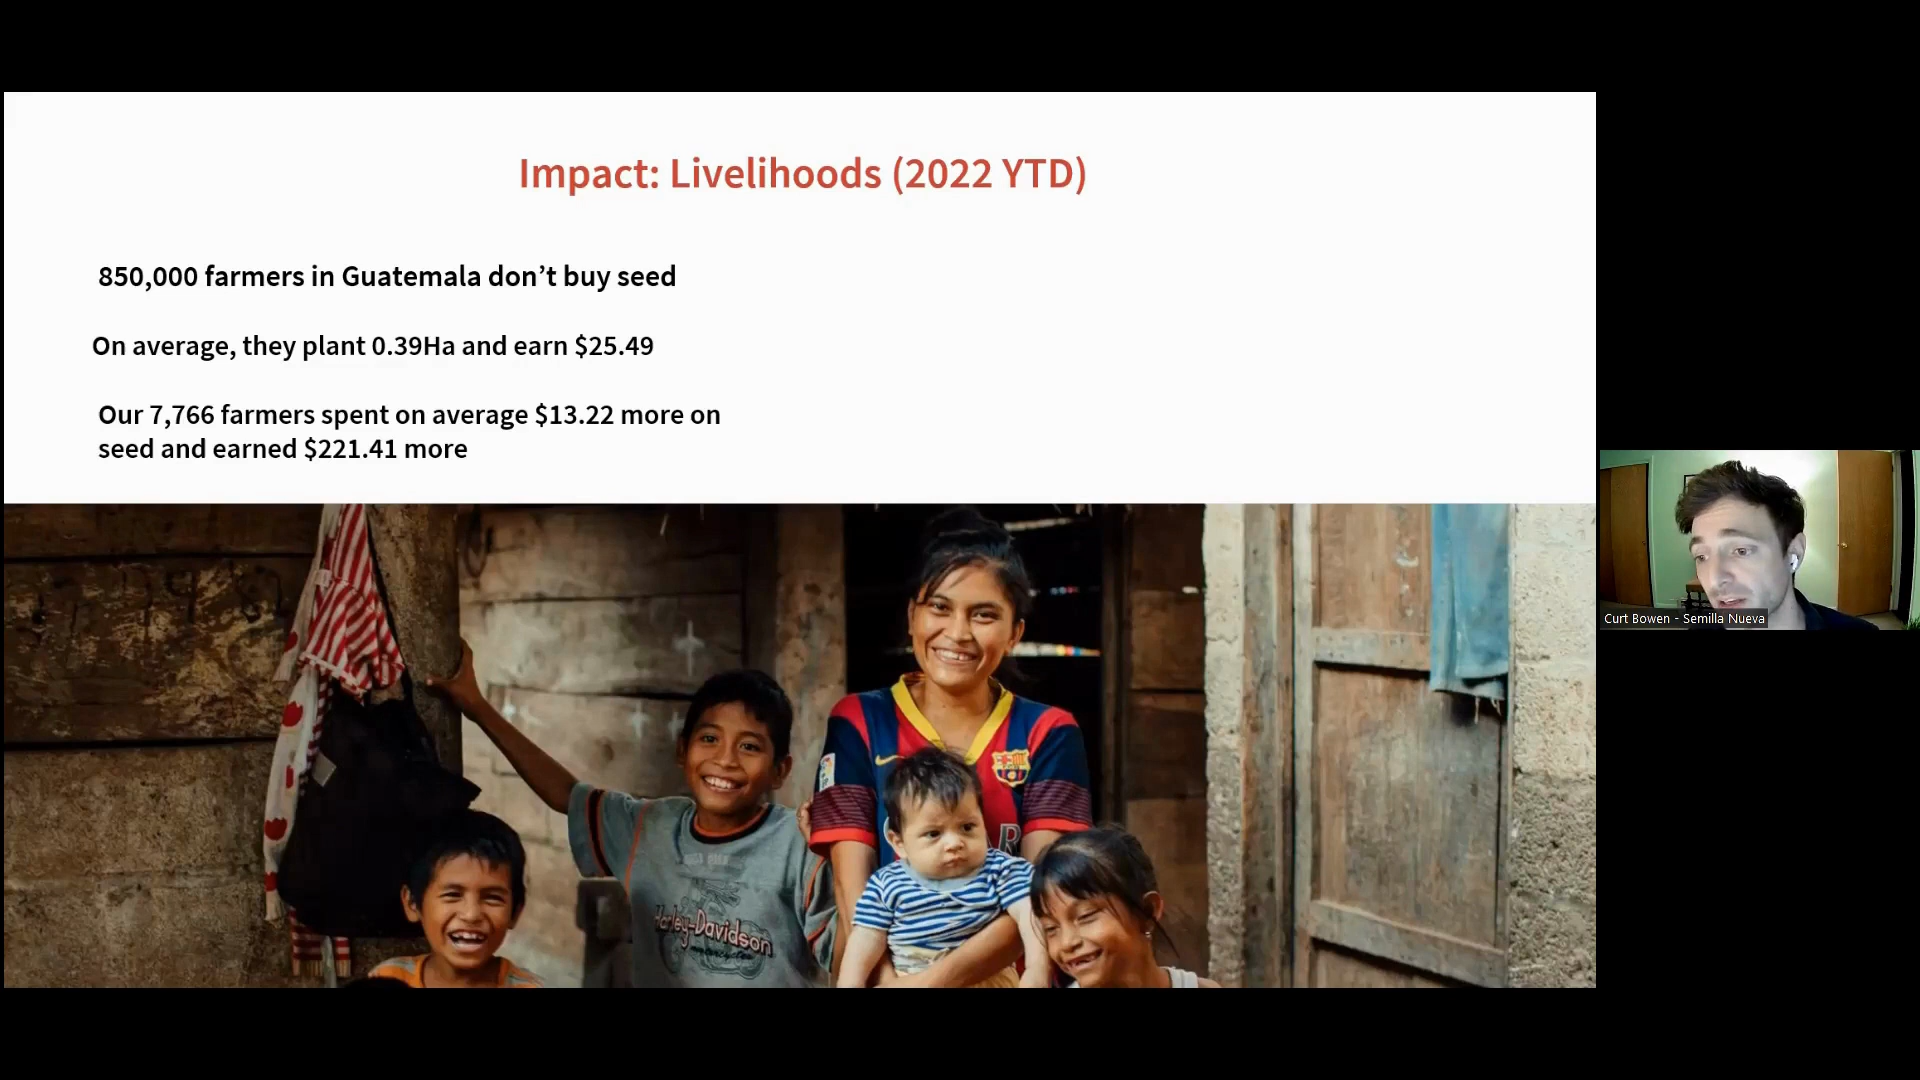 Impact: Livelihoods (2022 YTD)
850,000 farmers in Guatemala don’t buy seed
On average, they plant 0.39Ha and earn $25.49
Our 7,766 farmers spent on average $13.22 more on
seed and earned $221.41 more
Harley-Davidson
Curt Bowen - Semilla Nueva